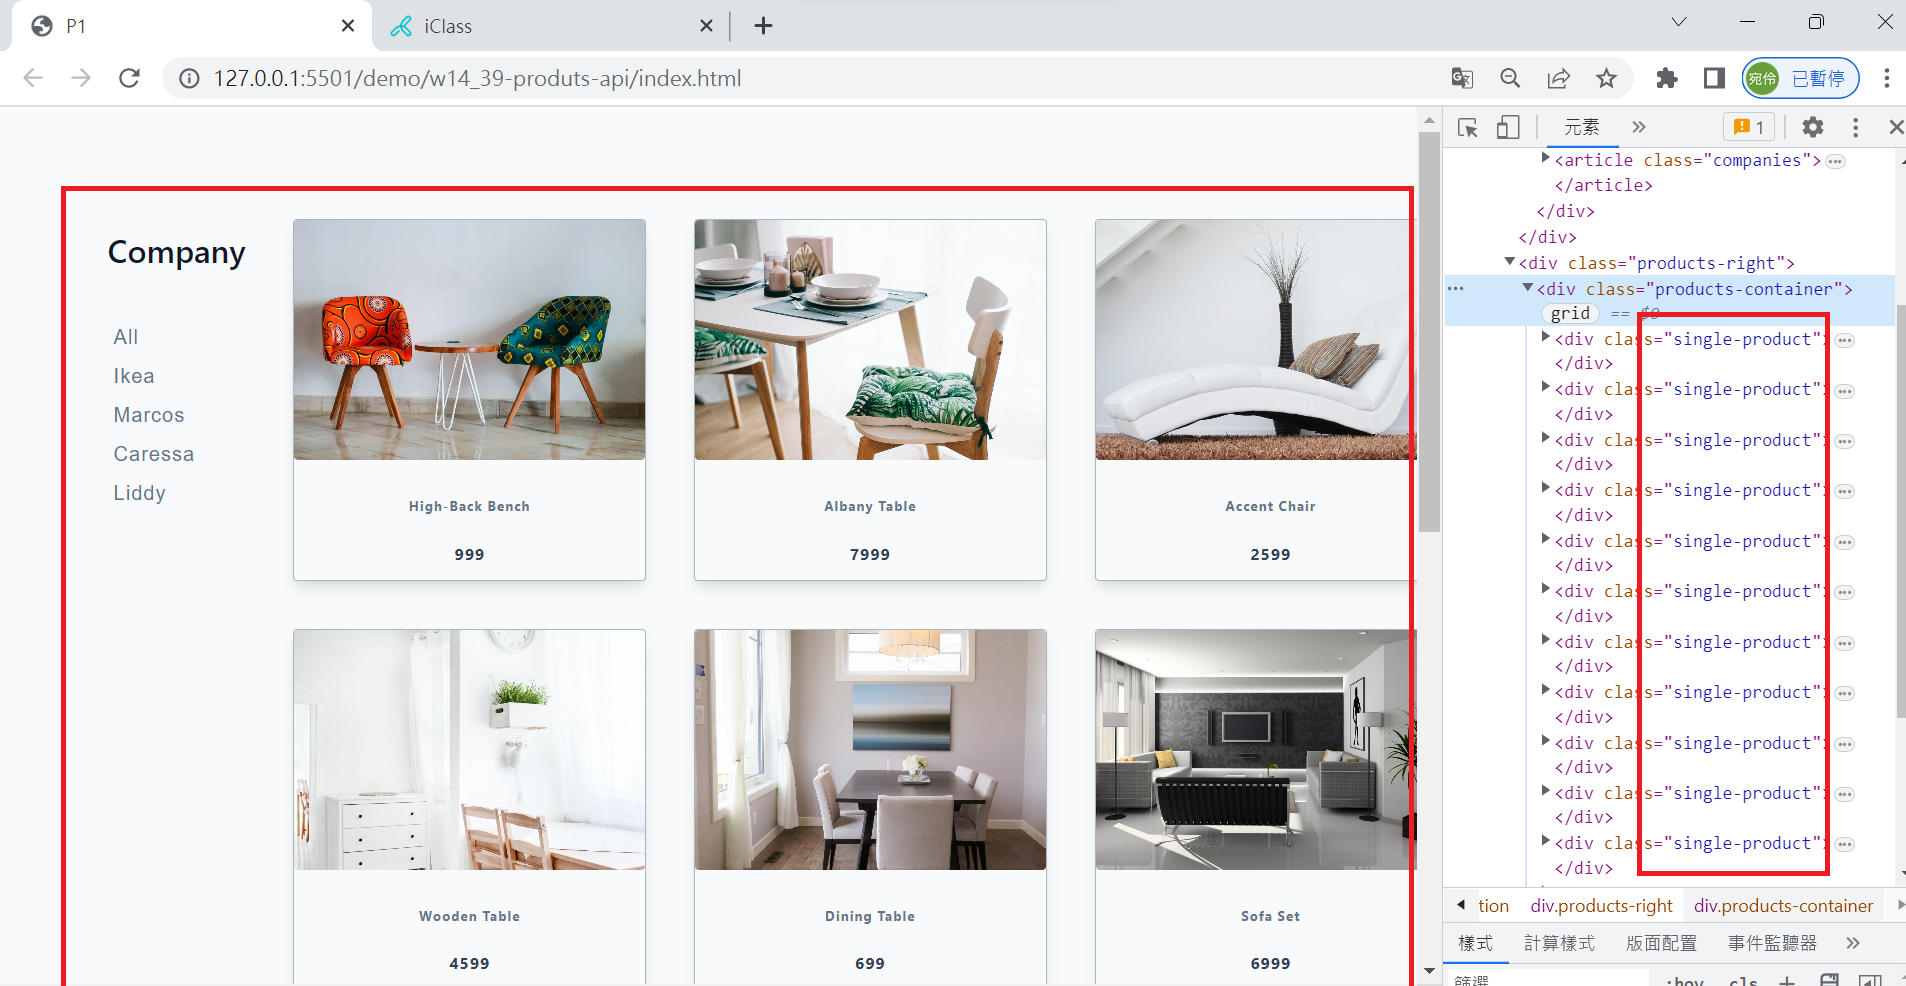 P1
iClass
127.0.0.1:5501/demo/w14_39-produts-api/index.html
宛伶 已暫停
Company
All
Ikea
Marcos
Caressa
Liddy
High-Back Bench
999
Albany Table
7999
Accent Chair
2599
Wooden Table
4599
Dining Table
699
Sofa Set
6999
元素
1
<article class="companies">
</article>
</div>
</div>
<div class="products-right">
<div class="products-container">
grid == $0
<div class="single-product">
</div>
<div class="single-product">
</div>
<div class="single-product">
</div>
<div class="single-product">
</div>
<div class="single-product">
</div>
<div class="single-product">
</div>
<div class="single-product">
</div>
<div class="single-product">
</div>
<div class="single-product">
</div>
<div class="single-product">
</div>
<div class="single-product">
</div>
tion div.products-right div.products-container
樣式 計算樣式 版面配置 事件監聽器
篩選 :hov .cls